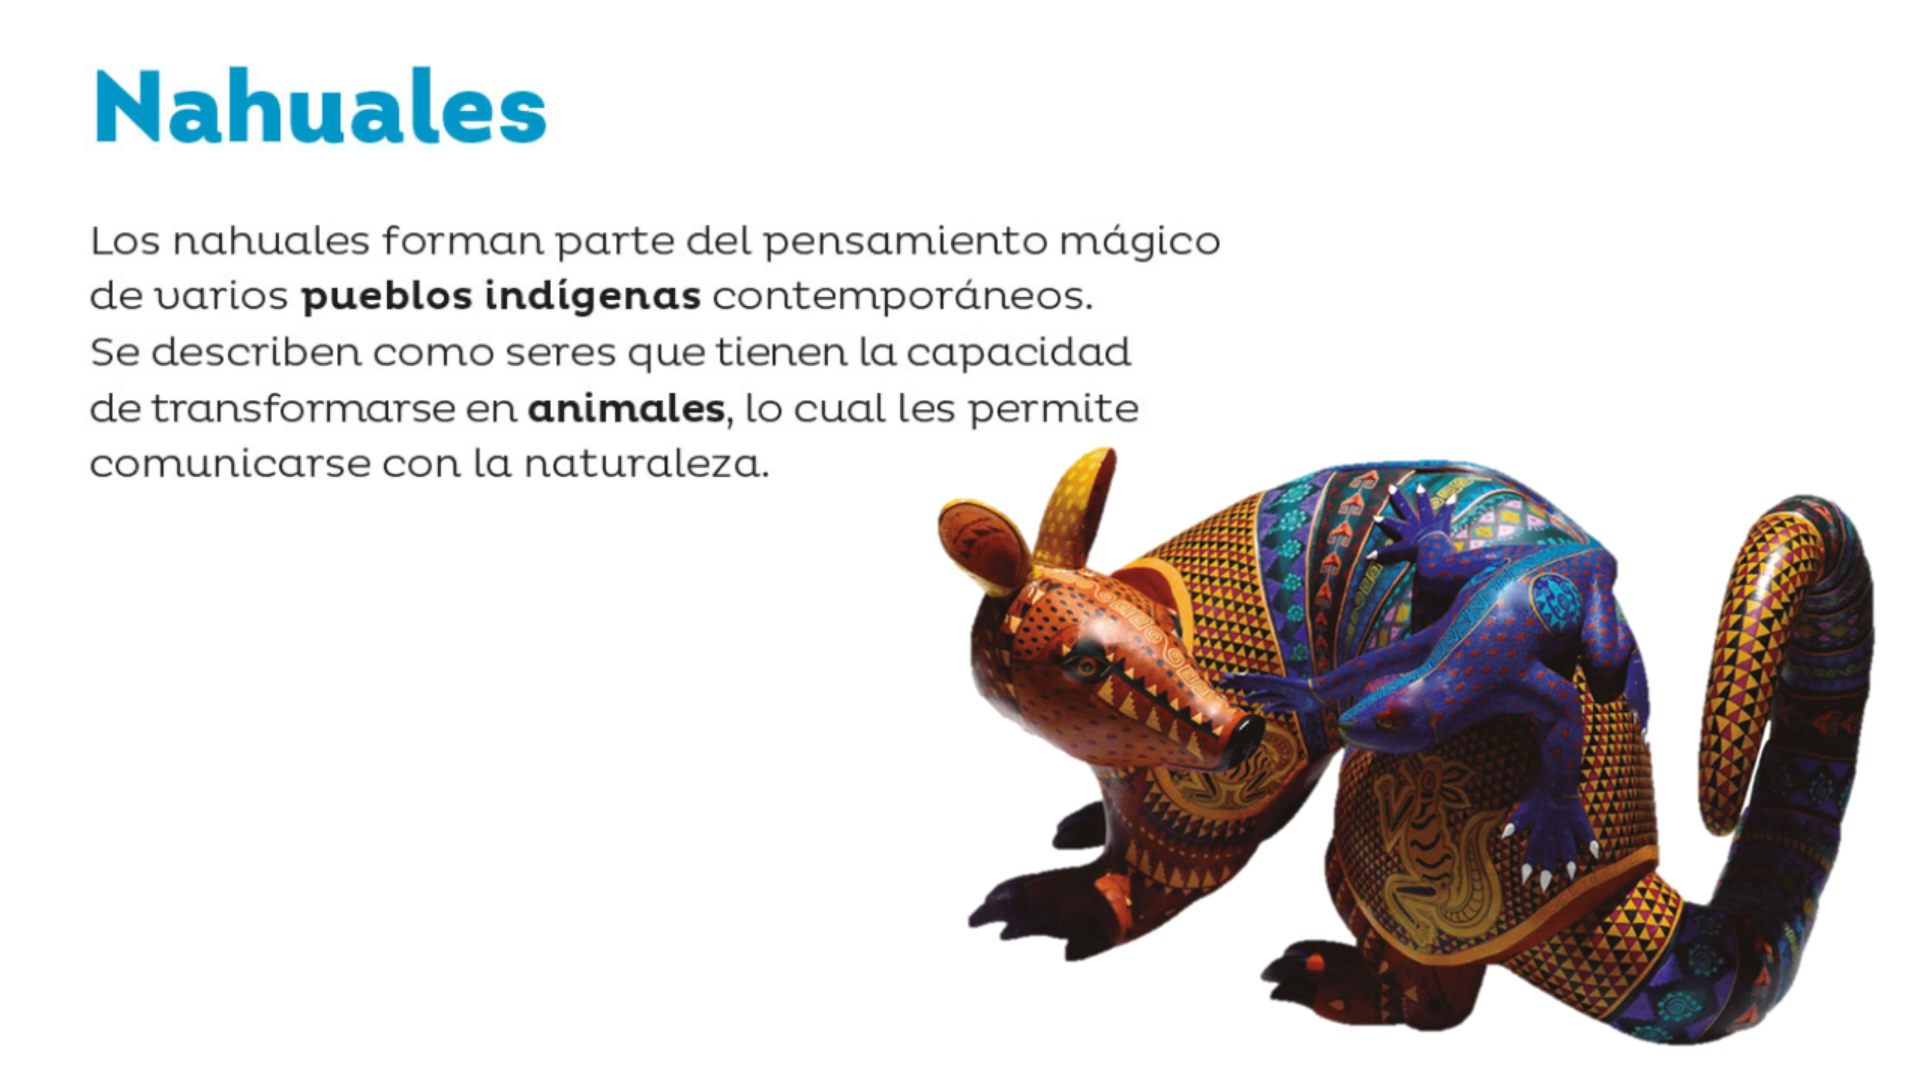 Nahuales
Los nahuales forman parte del pensamiento mágico
de varios pueblos indígenas contemporáneos.
Se describen como seres que tienen la capacidad
de transformarse en animales, lo cual les permite
comunicarse con la naturaleza.